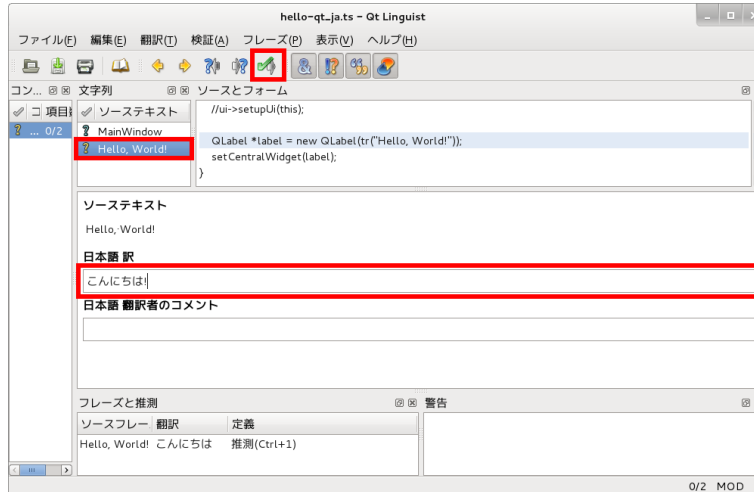 hello-qt_ja.ts - Qt Linguist
ファイル(F) 編集(E) 翻訳(T) 検証(A) フレーズ(P) 表示(V) ヘルプ(H)
コン... 文字列 ソースとフォーム
項目 ソーステキスト
//ui->setupUi(this);
... 0/2 MainWindow
Hello, World!
QLabel *label = new QLabel(tr("Hello, World!"));
setCentralWidget(label);
}
ソーステキスト
Hello,·World!
日本語 訳
こんにちは!
日本語 翻訳者のコメント
フレーズと推測 警告
ソースフレー 翻訳 定義
Hello, World! こんにちは 推測(Ctrl+1)
0/2 MOD